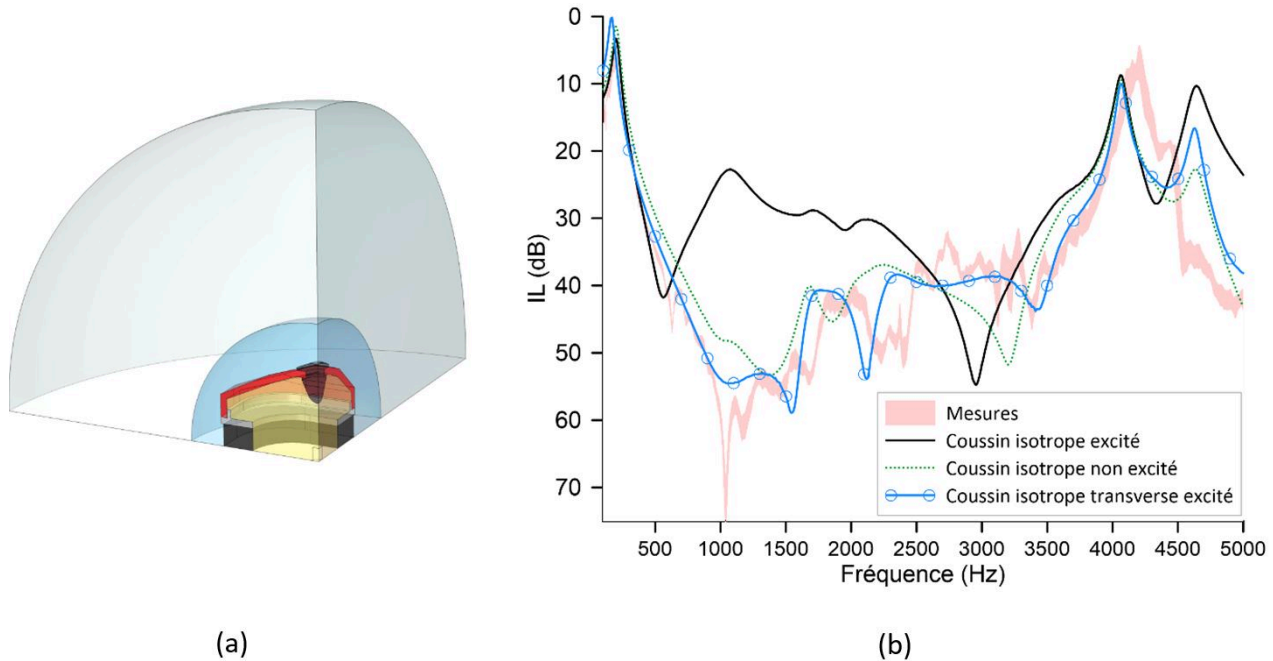 0
10
20
30
40
50
60
70
IL (dB)
Mesures
Coussin isotrope excité
Coussin isotrope non excité
Coussin isotrope transverse excité
500 1000 1500 2000 2500 3000 3500 4000 4500 5000
Fréquence (Hz)
(a) (b)